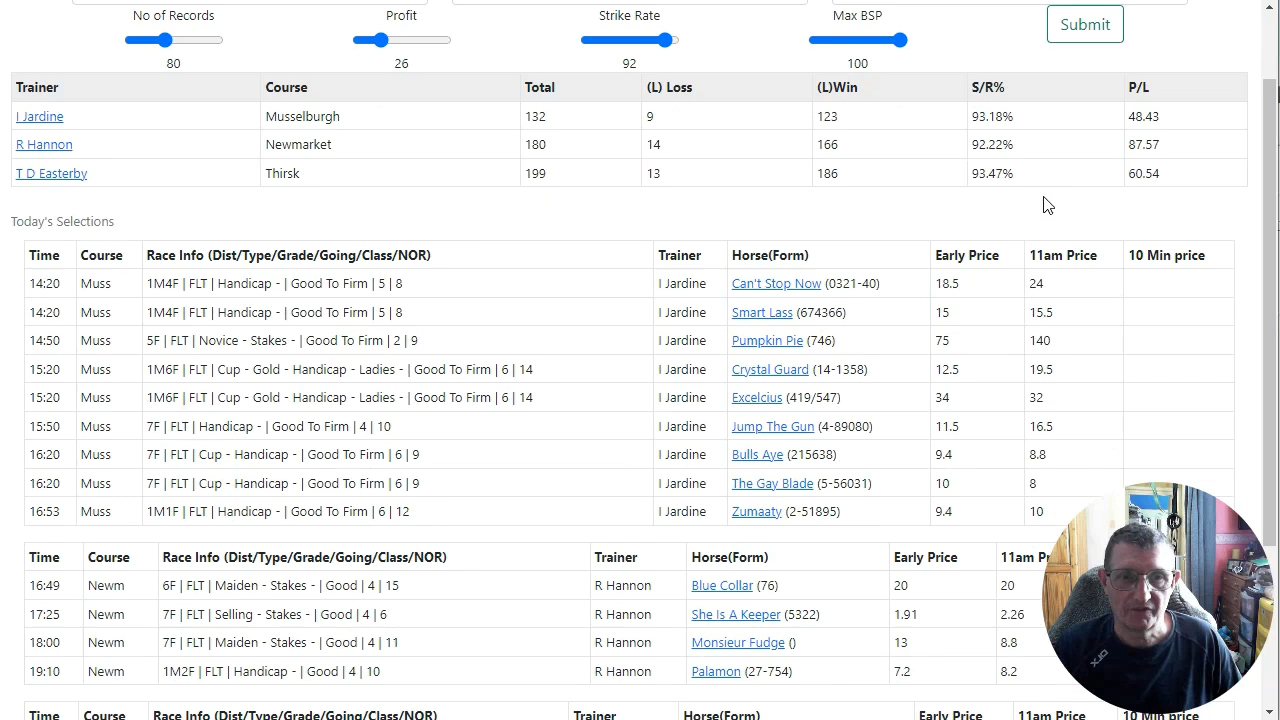 No of Records Profit Strike Rate Max BSP Submit
80 26 92 100
Trainer Course Total (L) Loss (L)Win S/R% P/L
I Jardine Musselburgh 132 9 123 93.18% 48.43
R Hannon Newmarket 180 14 166 92.22% 87.57
T D Easterby Thirsk 199 13 186 93.47% 60.54
Today's Selections
Time Course Race Info (Dist/Type/Grade/Going/Class/NOR) Trainer Horse(Form) Early Price 11am Price 10 Min price
14:20 Muss 1M4F | FLT | Handicap - | Good To Firm | 5 | 8 I Jardine Can't Stop Now (0321-40) 18.5 24
14:20 Muss 1M4F | FLT | Handicap - | Good To Firm | 5 | 8 I Jardine Smart Lass (674366) 15 15.5
14:50 Muss 5F | FLT | Novice - Stakes - | Good To Firm | 2 | 9 I Jardine Pumpkin Pie (746) 75 140
15:20 Muss 1M6F | FLT | Cup - Gold - Handicap - Ladies - | Good To Firm | 6 | 14 I Jardine Crystal Guard (14-1358) 12.5 19.5
15:20 Muss 1M6F | FLT | Cup - Gold - Handicap - Ladies - | Good To Firm | 6 | 14 I Jardine Excelcius (419/547) 34 32
15:50 Muss 7F | FLT | Handicap - | Good To Firm | 4 | 10 I Jardine Jump The Gun (4-89080) 11.5 16.5
16:20 Muss 7F | FLT | Cup - Handicap - | Good To Firm | 6 | 9 I Jardine Bulls Aye (215638) 9.4 8.8
16:20 Muss 7F | FLT | Cup - Handicap - | Good To Firm | 6 | 9 I Jardine The Gay Blade (5-56031) 10 8
16:53 Muss 1M1F | FLT | Handicap - | Good To Firm | 6 | 12 I Jardine Zumaaty (2-51895) 9.4 10
Time Course Race Info (Dist/Type/Grade/Going/Class/NOR) Trainer Horse(Form) Early Price 11am
16:49 Newm 6F | FLT | Maiden - Stakes - | Good | 4 | 15 R Hannon Blue Collar (76) 20 20
17:25 Newm 7F | FLT | Selling - Stakes - | Good | 4 | 6 R Hannon She Is A Keeper (5322) 1.91 2.26
18:00 Newm 7F | FLT | Maiden - Stakes - | Good | 4 | 11 R Hannon Monsieur Fudge () 13 8.8
19:10 Newm 1M2F | FLT | Handicap - | Good | 4 | 10 R Hannon Palamon (27-754) 7.2 8.2
Time Course Race Info (Dist/Type/Grade/Going/Class/NOR) Trainer Horse(Form) Early Price 11am Price 10 Min price